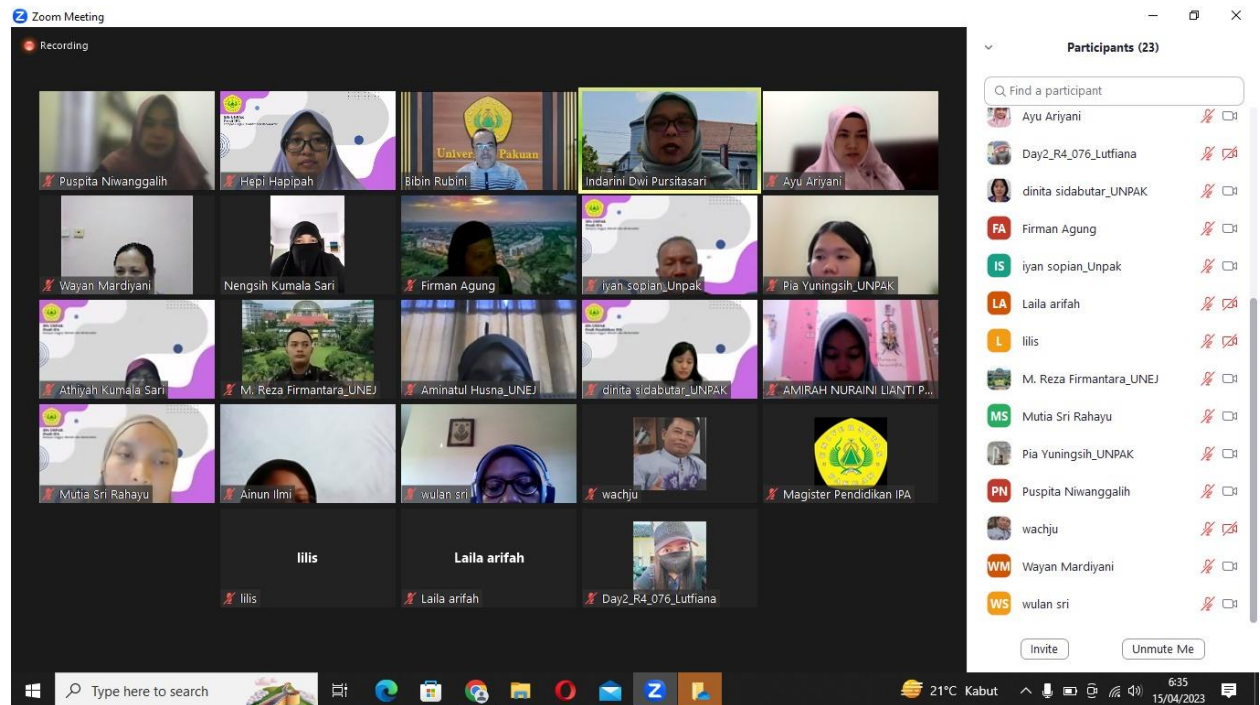 Zoom Meeting
Recording
Participants (23)
Find a participant
Puspita Niwanggalih
Hepi Hapipah
Univer Pakuan
Bibin Rubini
Indarini Dwi Pursitasari
Ayu Ariyani
Wayan Mardiyani
Nengsih Kumala Sari
Firman Agung
iyan sopian_Unpak
Pia Yuningsih_UNPAK
Athiyah Kumala Sari
M. Reza Firmantara_UNEJ
Aminatul Husna_UNEJ
dinita sidabutar_UNPAK
AMIRAH NURAINI LIANTI P...
Mutia Sri Rahayu
Ainun Ilmi
wulan sri
wachju
Magister Pendidikan IPA
lilis
lilis
Laila arifah
Laila arifah
Day2_R4_076_Lutfiana
Ayu Ariyani
Day2_R4_076_Lutfiana
dinita sidabutar_UNPAK
FA Firman Agung
IS iyan sopian_Unpak
LA Laila arifah
L lilis
M. Reza Firmantara_UNEJ
MS Mutia Sri Rahayu
Pia Yuningsih_UNPAK
PN Puspita Niwanggalih
wachju
WM Wayan Mardiyani
WS wulan sri
Invite
Unmute Me
Type here to search
21°C Kabut
6:35
15/04/2023